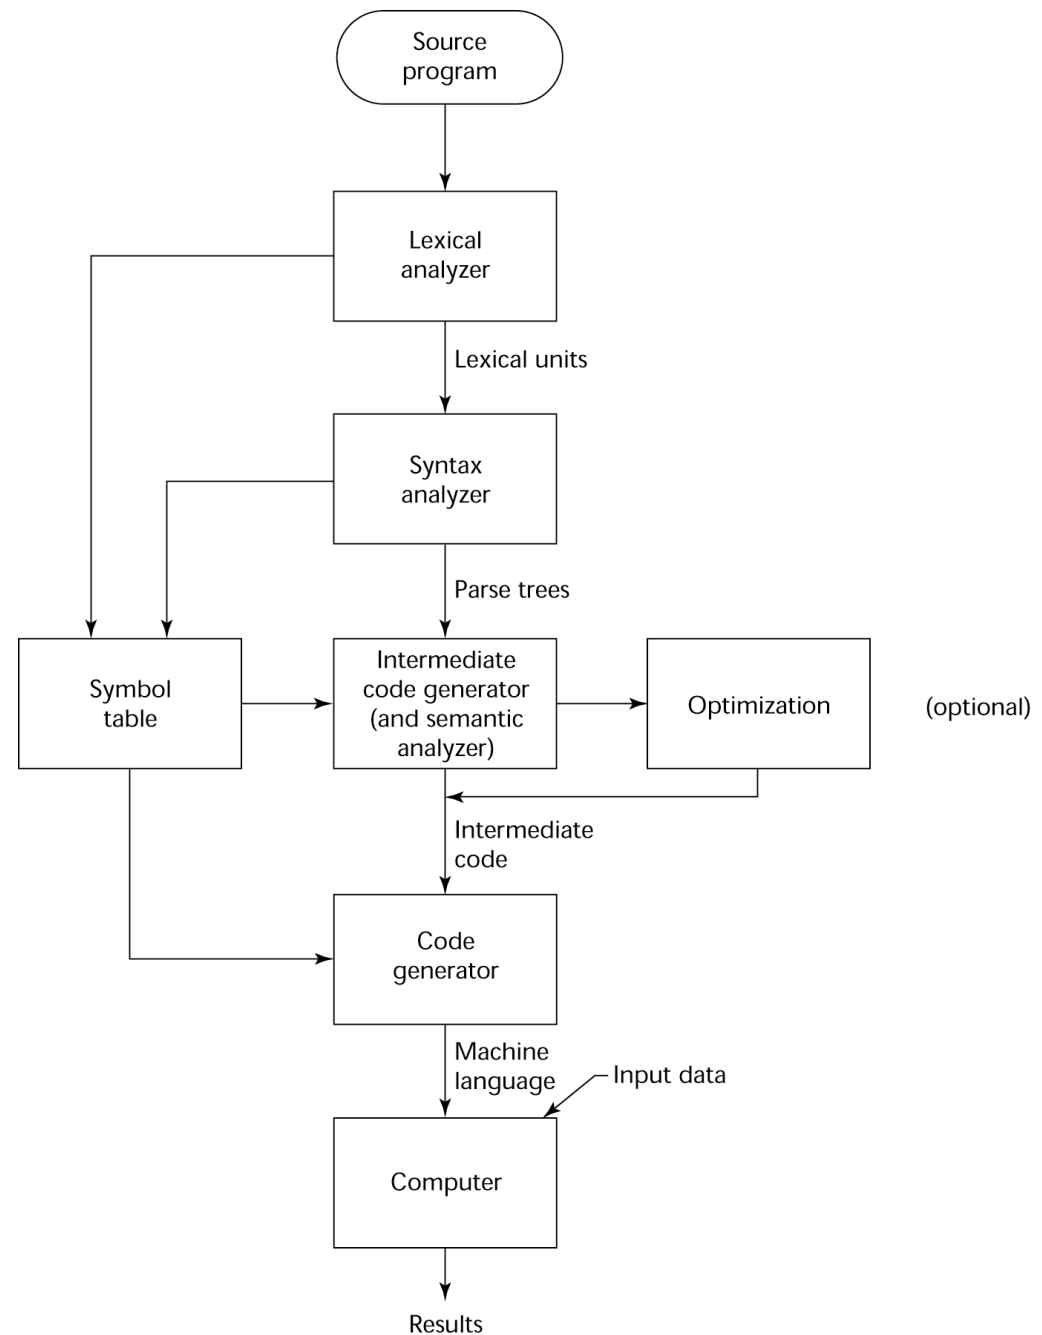 Source
program
Lexical
analyzer
Lexical units
Syntax
analyzer
Parse trees
Symbol
table
Intermediate
code generator
(and semantic
analyzer)
Optimization
(optional)
Intermediate
code
Code
generator
Machine
language
Input data
Computer
Results